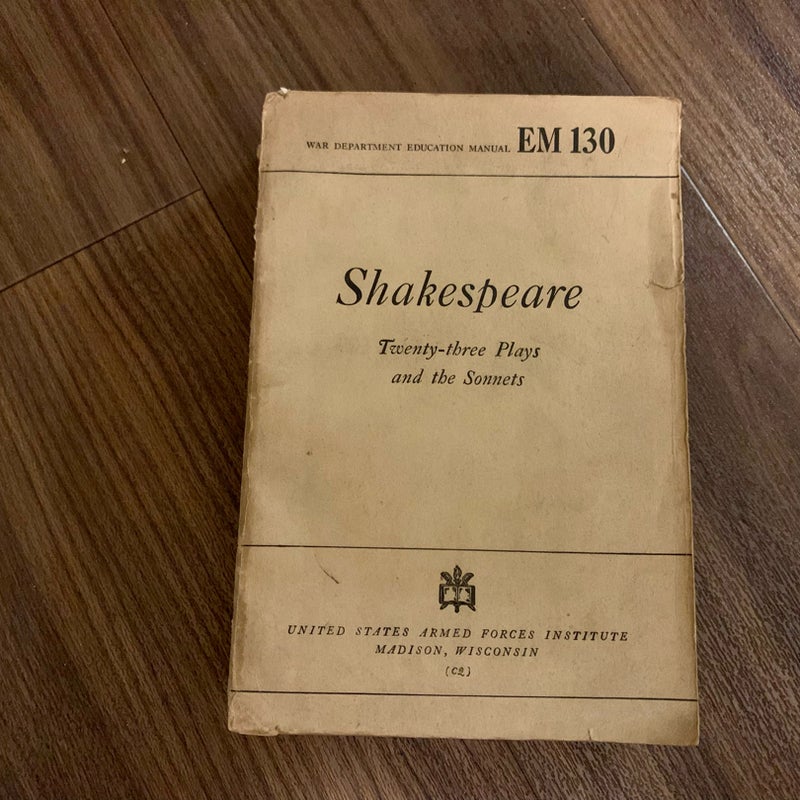 WAR DEPARTMENT EDUCATION MANUAL EM 130
Shakespeare
Twenty-three Plays
and the Sonnets
UNITED STATES ARMED FORCES INSTITUTE
MADISON, WISCONSIN
(C2)